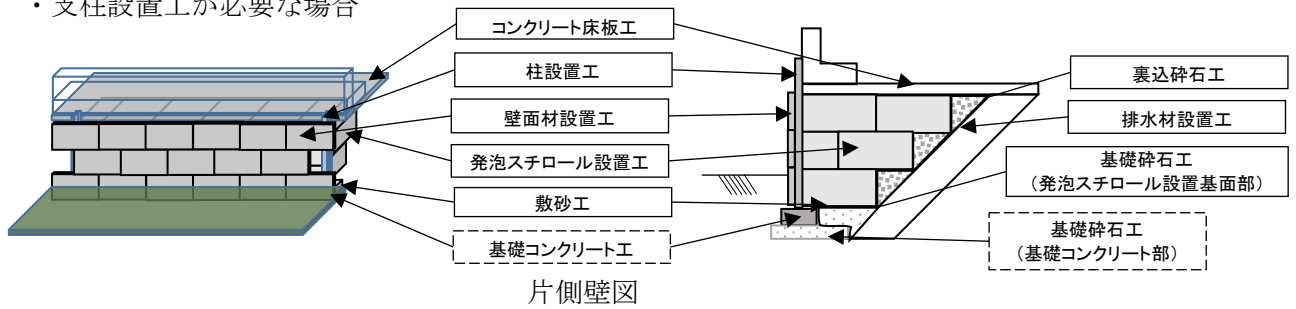 ・支柱設置工が必要な場合
コンクリート床板工
柱設置工
壁面材設置工
発泡スチロール設置工
敷砂工
基礎コンクリート工
裏込砕石工
排水材設置工
基礎砕石工
（発泡スチロール設置基面部）
基礎砕石工
（基礎コンクリート部）
片側壁図